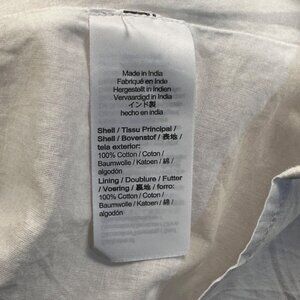 Made in India
Fabriqué en Inde
Hergestellt in Indien
Vervaardigd in India
インド製
hecho en india
Shell / Tissu Principal /
Shell / Bovenstof / 表地 /
tela exterior:
100% Cotton / Coton /
Baumwolle / Katoen / 綿 /
algodón
Lining / Doublure / Futter
/ Voering / 裏地 / forro:
100% Cotton / Coton /
Baumwolle / Katoen / 綿 /
algodón